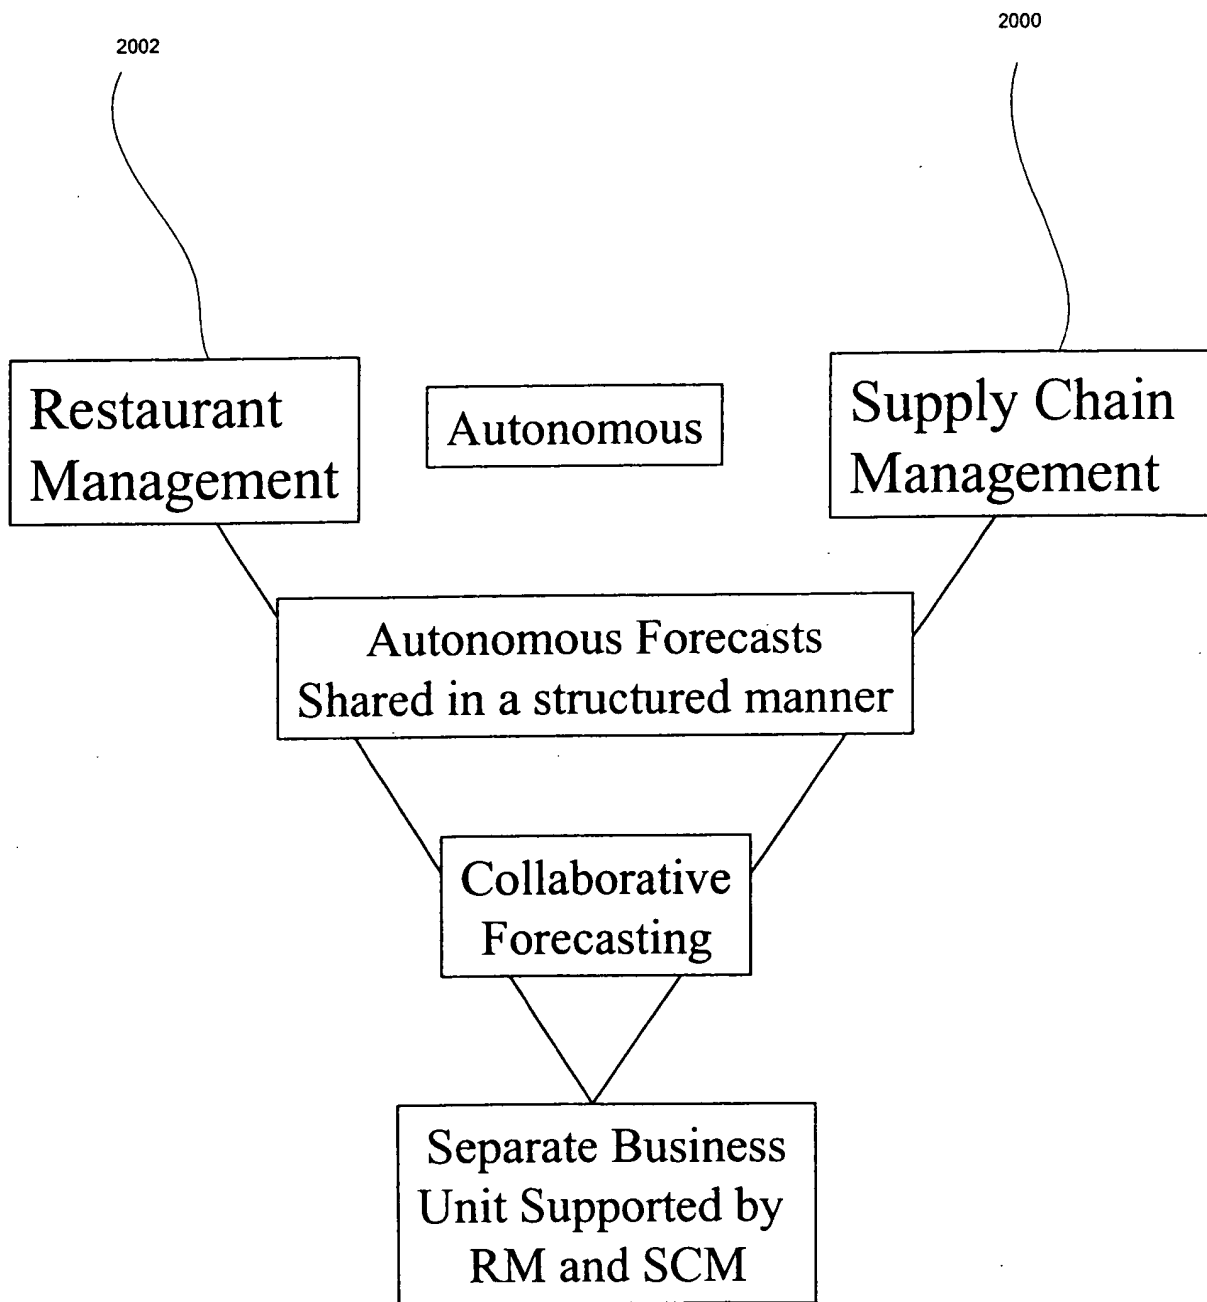 2002
2000
Restaurant
Management
Autonomous
Supply Chain
Management
Autonomous Forecasts
Shared in a structured manner
Collaborative
Forecasting
Separate Business
Unit Supported by
RM and SCM